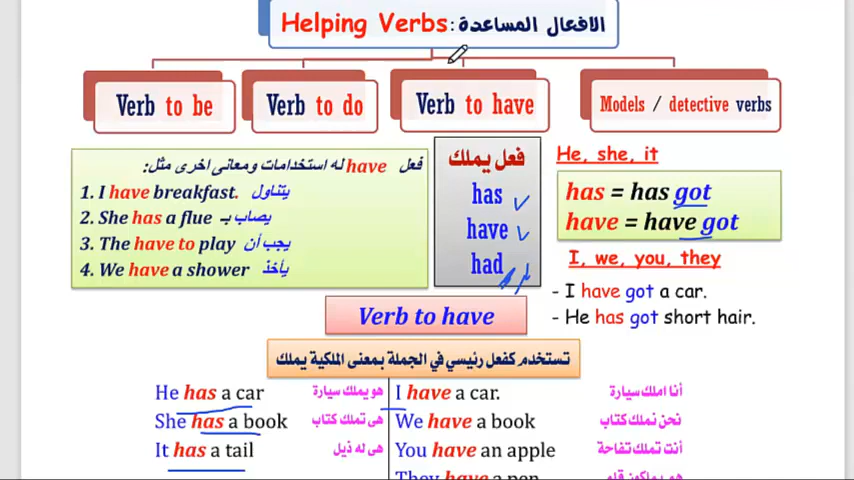 Helping Verbs: الافعال المساعدة
Verb to be
Verb to do
Verb to have
Models / detective verbs
فعل have له استخدامات ومعانى اخرى مثل:
1. I have breakfast. يتناول
2. She has a flue يصاب بـ
3. The have to play يجب أن
4. We have a shower يأخذ
فعل يملك
has
have
had
He, she, it
has = has got
have = have got
I, we, you, they
- I have got a car.
- He has got short hair.
Verb to have
تستخدم كفعل رئيسي في الجملة بمعنى الملكية يملك
He has a car هو يملك سيارة
She has a book هى تملك كتاب
It has a tail هى له ذيل
I have a car. أنا املك سيارة
We have a book نحن نملك كتاب
You have an apple أنت تملك تفاحة
They have a pen هم يملكون قلم